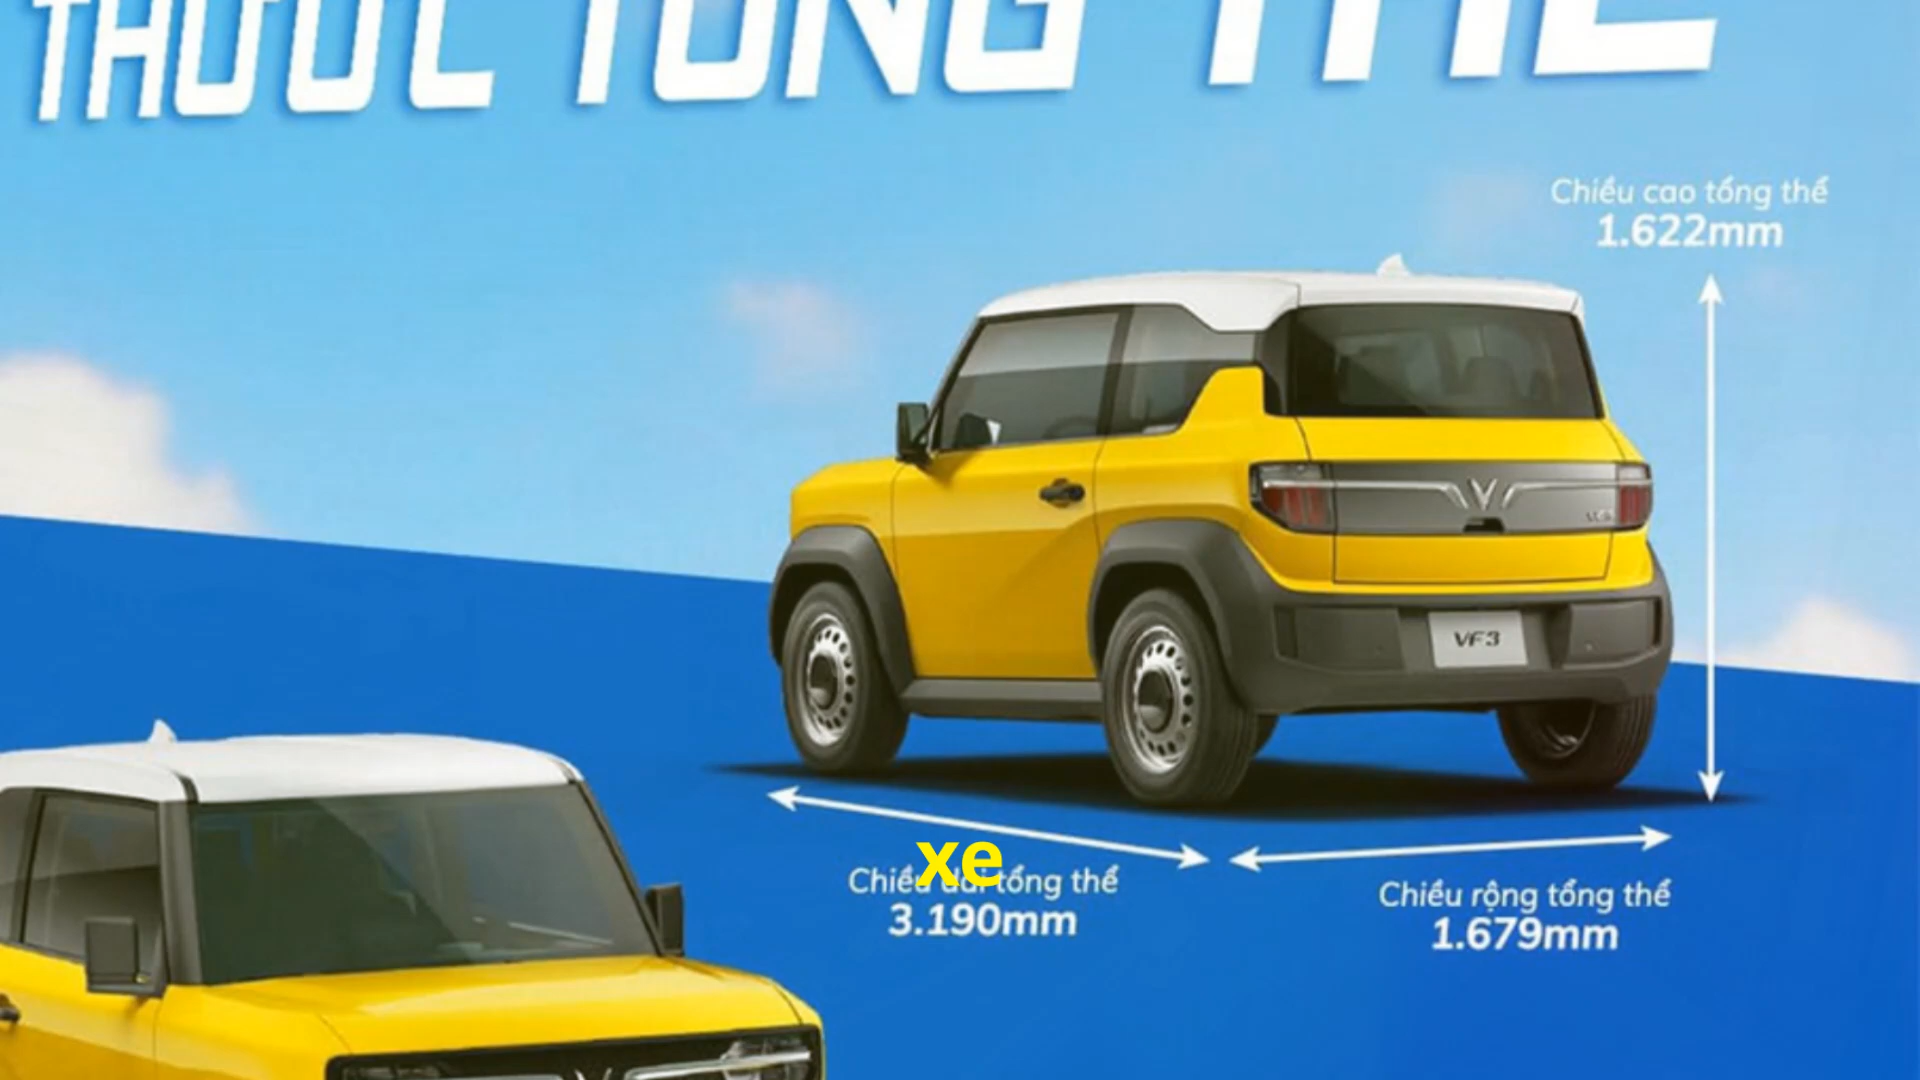 THƯỚC TỔNG THỂ
Chiều cao tổng thể
1.622mm
VF3
xe
Chiều dài tổng thể
3.190mm
Chiều rộng tổng thể
1.679mm